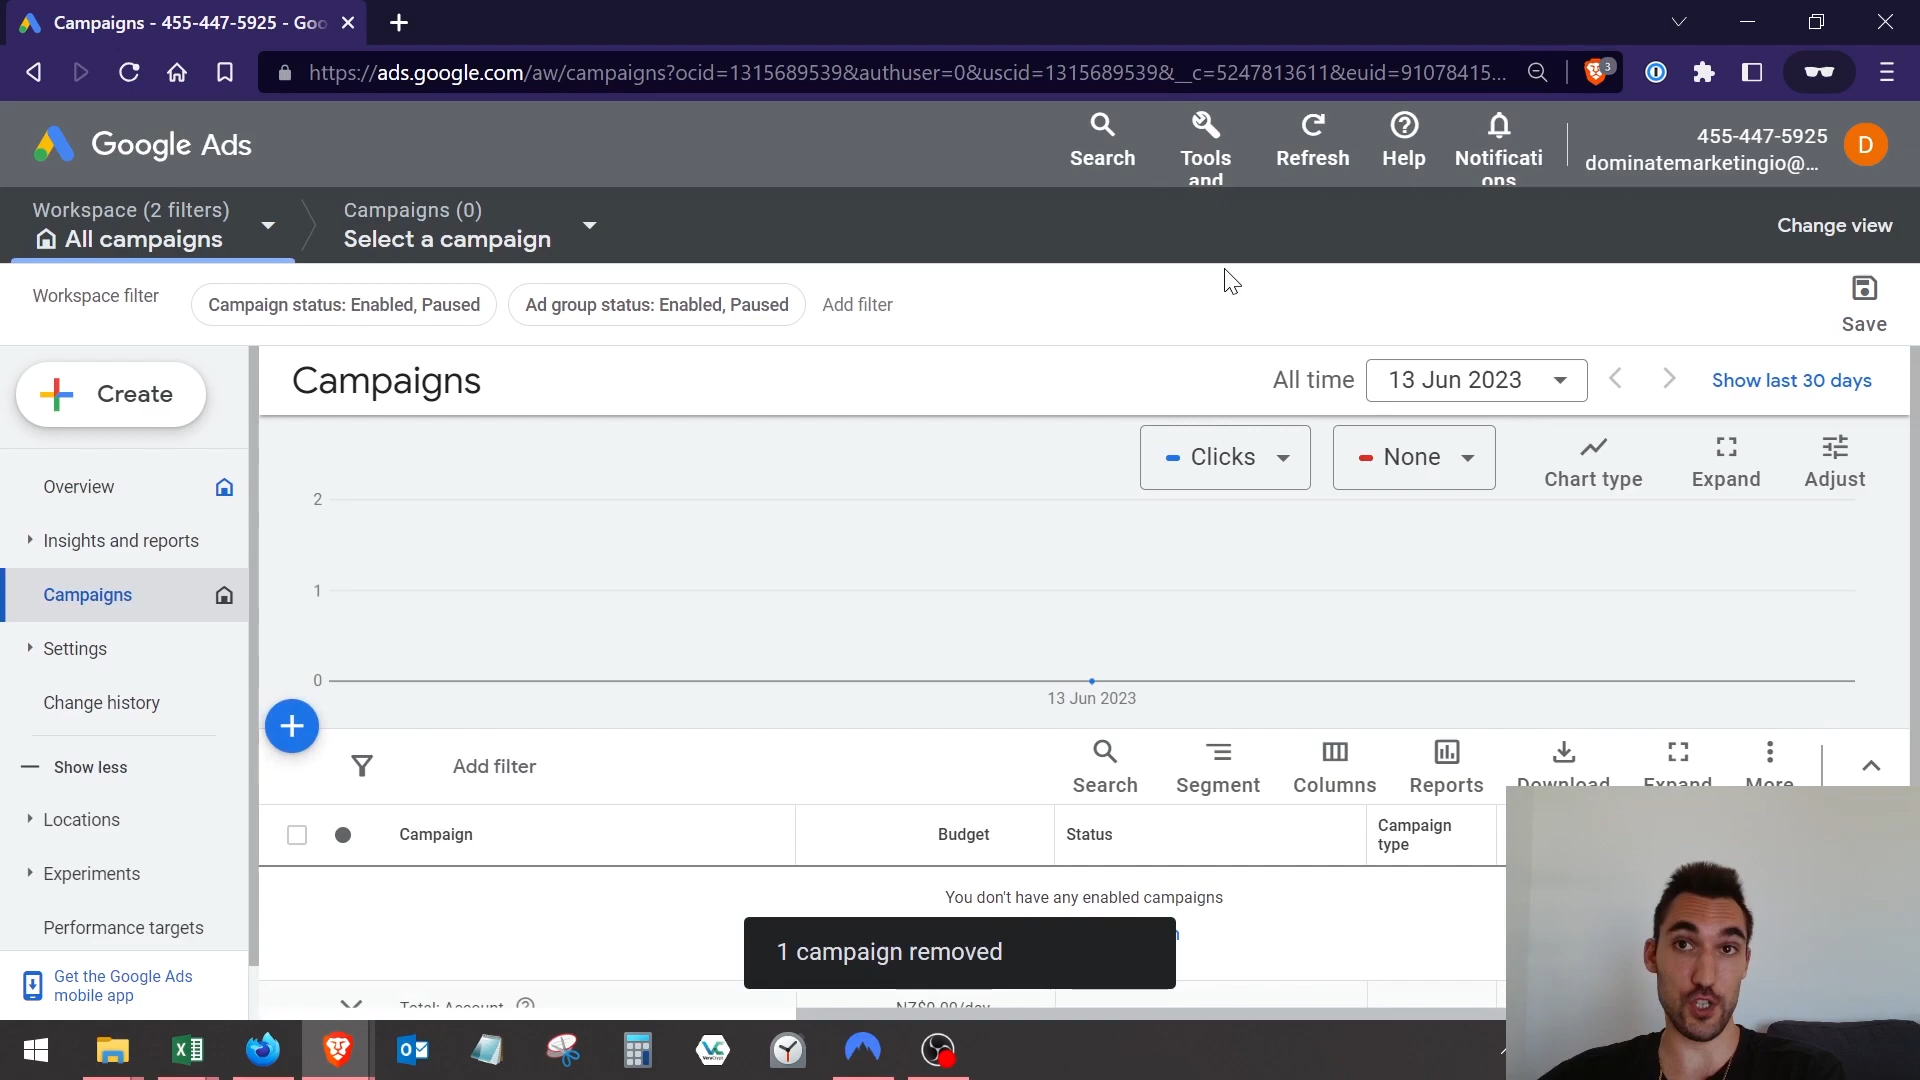 Campaigns - 455-447-5925 - Goo
https://ads.google.com/aw/campaigns?ocid=1315689539&authuser=0&uscid=1315689539&__c=5247813611&euid=91078415...
3
Google Ads
Search
Tools and
Refresh
Help
Notificati ons
455-447-5925
dominatemarketingio@...
D
Workspace (2 filters)
All campaigns
Campaigns (0)
Select a campaign
Change view
Workspace filter
Campaign status: Enabled, Paused
Ad group status: Enabled, Paused
Add filter
Save
Create
Campaigns
All time
13 Jun 2023
Show last 30 days
Clicks
None
Chart type
Expand
Adjust
2
1
0
13 Jun 2023
Overview
Insights and reports
Campaigns
Settings
Change history
Show less
Locations
Experiments
Performance targets
Get the Google Ads
mobile app
Add filter
Search
Segment
Columns
Reports
Download
Expand
More
Campaign
Budget
Status
Campaign
type
You don't have any enabled campaigns
1 campaign removed
Total: Account
NZ$0.00/day